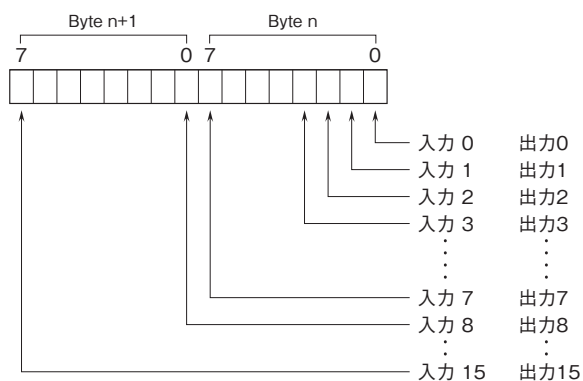 Byte n+1 Byte n
7 0 7 0
入力 0 出力0
入力 1 出力1
入力 2 出力2
入力 3 出力3
入力 7 出力7
入力 8 出力8
入力 15 出力15